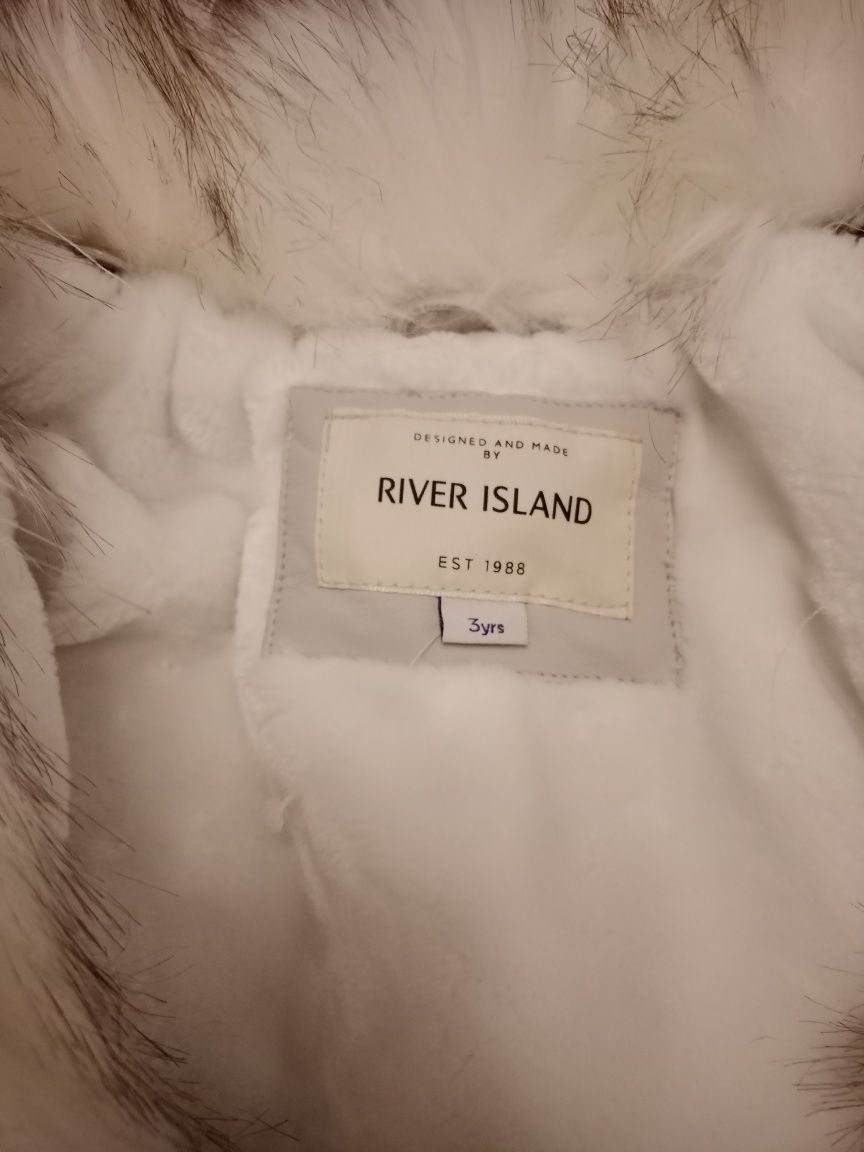 DESIGNED AND MADE
BY
RIVER ISLAND
EST 1988
3yrs